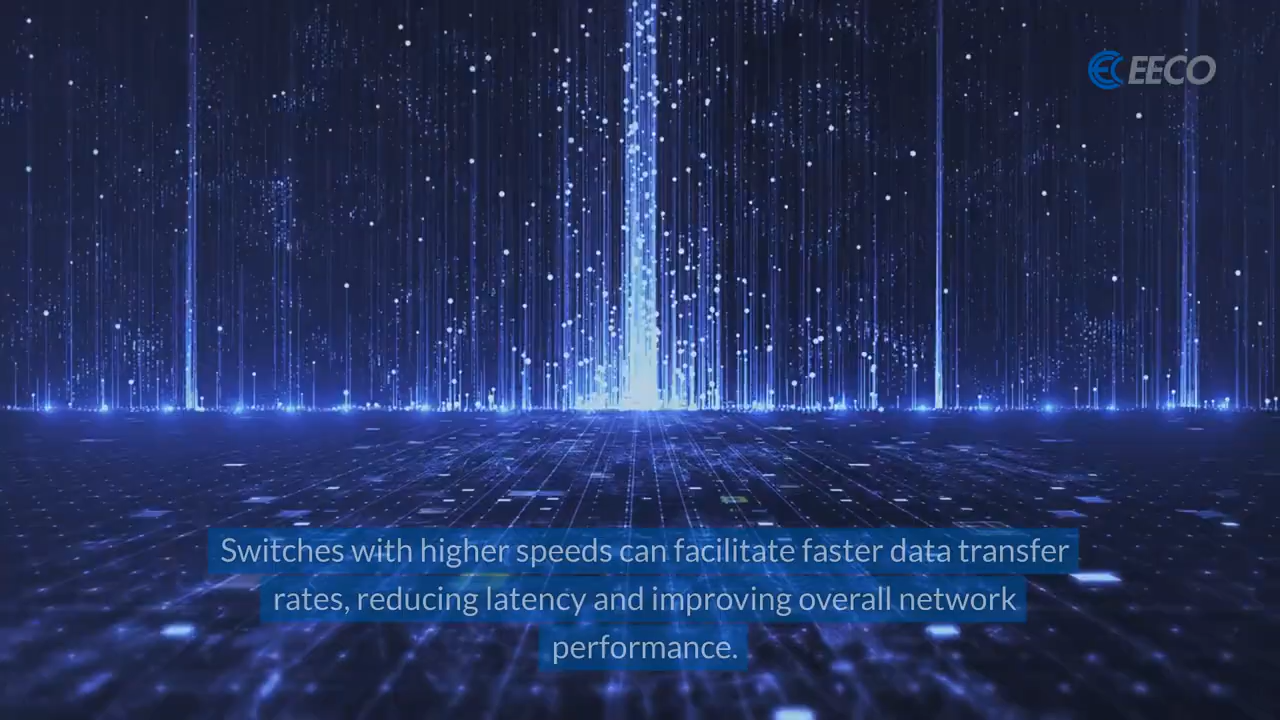 EECO
Switches with higher speeds can facilitate faster data transfer
rates, reducing latency and improving overall network
performance.